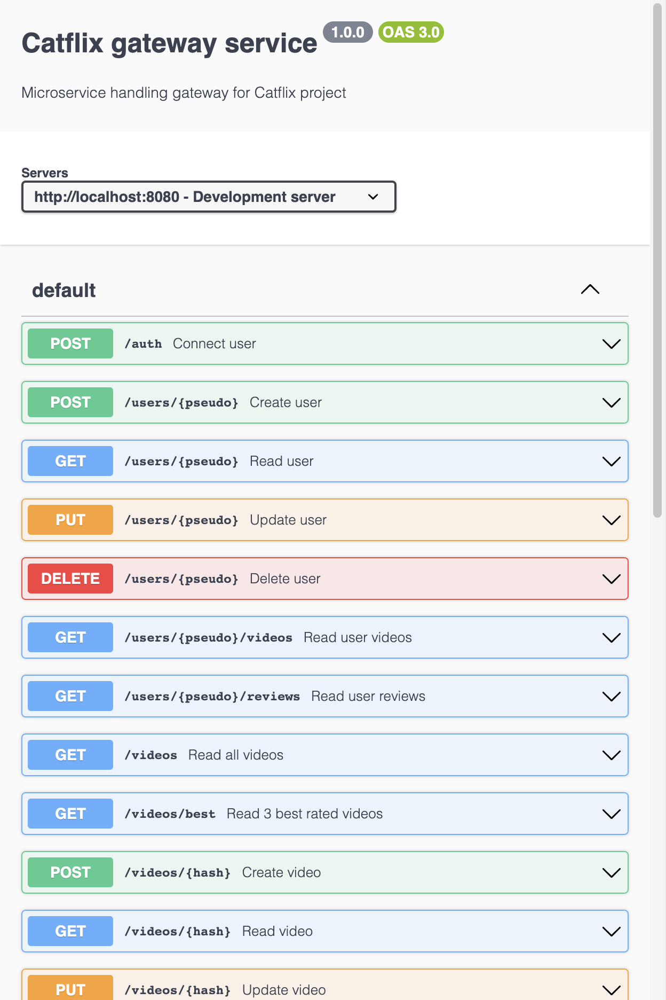 Catflix gateway service 1.0.0 OAS 3.0
Microservice handling gateway for Catflix project
Servers
http://localhost:8080 - Development server
default
POST /auth Connect user
POST /users/{pseudo} Create user
GET /users/{pseudo} Read user
PUT /users/{pseudo} Update user
DELETE /users/{pseudo} Delete user
GET /users/{pseudo}/videos Read user videos
GET /users/{pseudo}/reviews Read user reviews
GET /videos Read all videos
GET /videos/best Read 3 best rated videos
POST /videos/{hash} Create video
GET /videos/{hash} Read video
PUT /videos/{hash} Update video